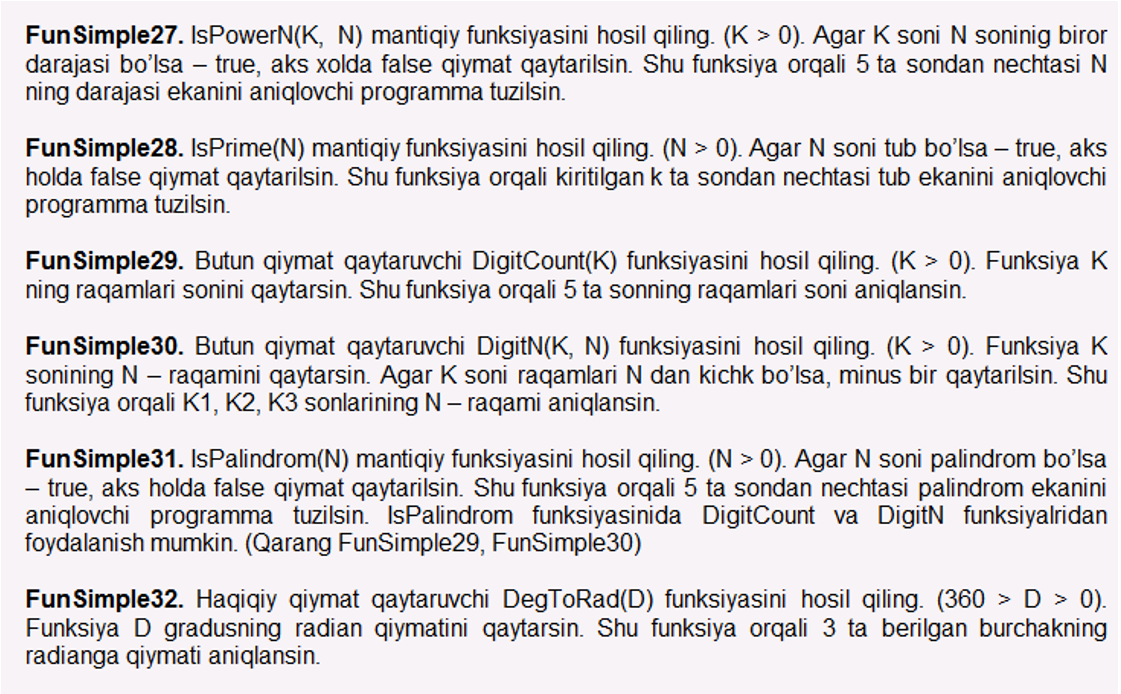 FunSimple27. IsPowerN(K, N) mantiqiy funksiyasini hosil qiling. (K > 0). Agar K soni N soninig biror
darajasi bo’lsa – true, aks xolda false qiymat qaytarilsin. Shu funksiya orqali 5 ta sondan nechtasi N
ning darajasi ekanini aniqlovchi programma tuzilsin.
FunSimple28. IsPrime(N) mantiqiy funksiyasini hosil qiling. (N > 0). Agar N soni tub bo’lsa – true, aks
holda false qiymat qaytarilsin. Shu funksiya orqali kiritilgan k ta sondan nechtasi tub ekanini aniqlovchi
programma tuzilsin.
FunSimple29. Butun qiymat qaytaruvchi DigitCount(K) funksiyasini hosil qiling. (K > 0). Funksiya K
ning raqamlari sonini qaytarsin. Shu funksiya orqali 5 ta sonning raqamlari soni aniqlansin.
FunSimple30. Butun qiymat qaytaruvchi DigitN(K, N) funksiyasini hosil qiling. (K > 0). Funksiya K
sonining N – raqamini qaytarsin. Agar K soni raqamlari N dan kichk bo’lsa, minus bir qaytarilsin. Shu
funksiya orqali K1, K2, K3 sonlarining N – raqami aniqlansin.
FunSimple31. IsPalindrom(N) mantiqiy funksiyasini hosil qiling. (N > 0). Agar N soni palindrom bo’lsa
– true, aks holda false qiymat qaytarilsin. Shu funksiya orqali 5 ta sondan nechtasi palindrom ekanini
aniqlovchi programma tuzilsin. IsPalindrom funksiyasinida DigitCount va DigitN funksiyalridan
foydalanish mumkin. (Qarang FunSimple29, FunSimple30)
FunSimple32. Haqiqiy qiymat qaytaruvchi DegToRad(D) funksiyasini hosil qiling. (360 > D > 0).
Funksiya D gradusning radian qiymatini qaytarsin. Shu funksiya orqali 3 ta berilgan burchakning
radianga qiymati aniqlansin.